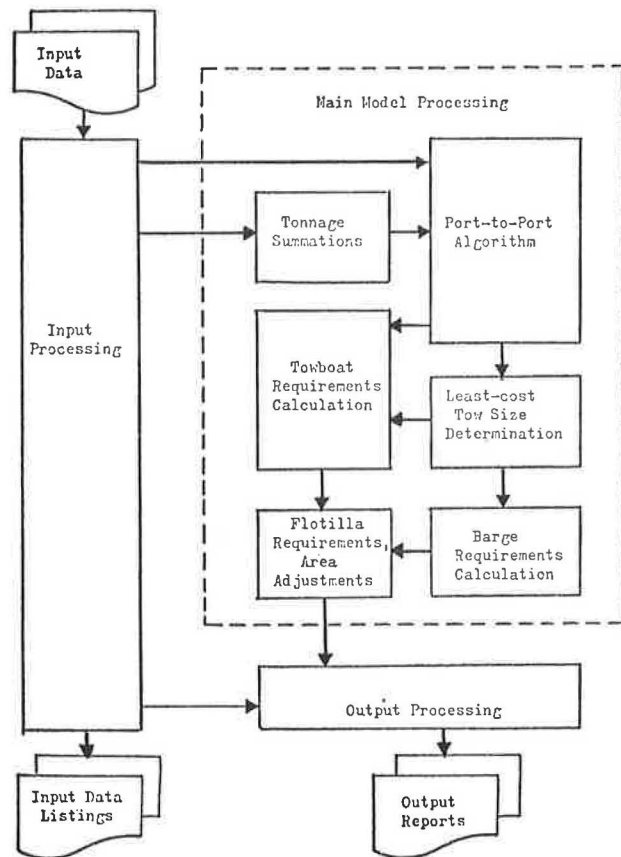 Input
Data
Main Model Processing
Tonnage
Summations
Port-to-Port
Algorithm
Input
Processing
Towboat
Requirements
Calculation
Least-cost
Tow Size
Determination
Flotilla
Requirements,
Area
Adjustments
Barge
Requirements
Calculation
Output Processing
Input Data
Listings
Output
Reports